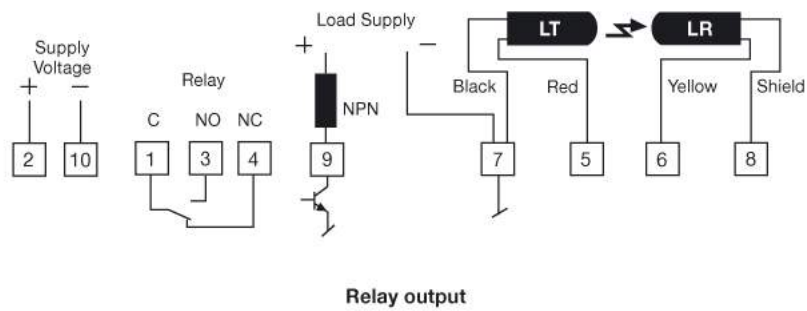 Supply
Voltage
+ −
Relay
C NO NC
Load Supply
+ −
NPN
LT LR
Black Red Yellow Shield
2 10 1 3 4 9 7 5 6 8
Relay output